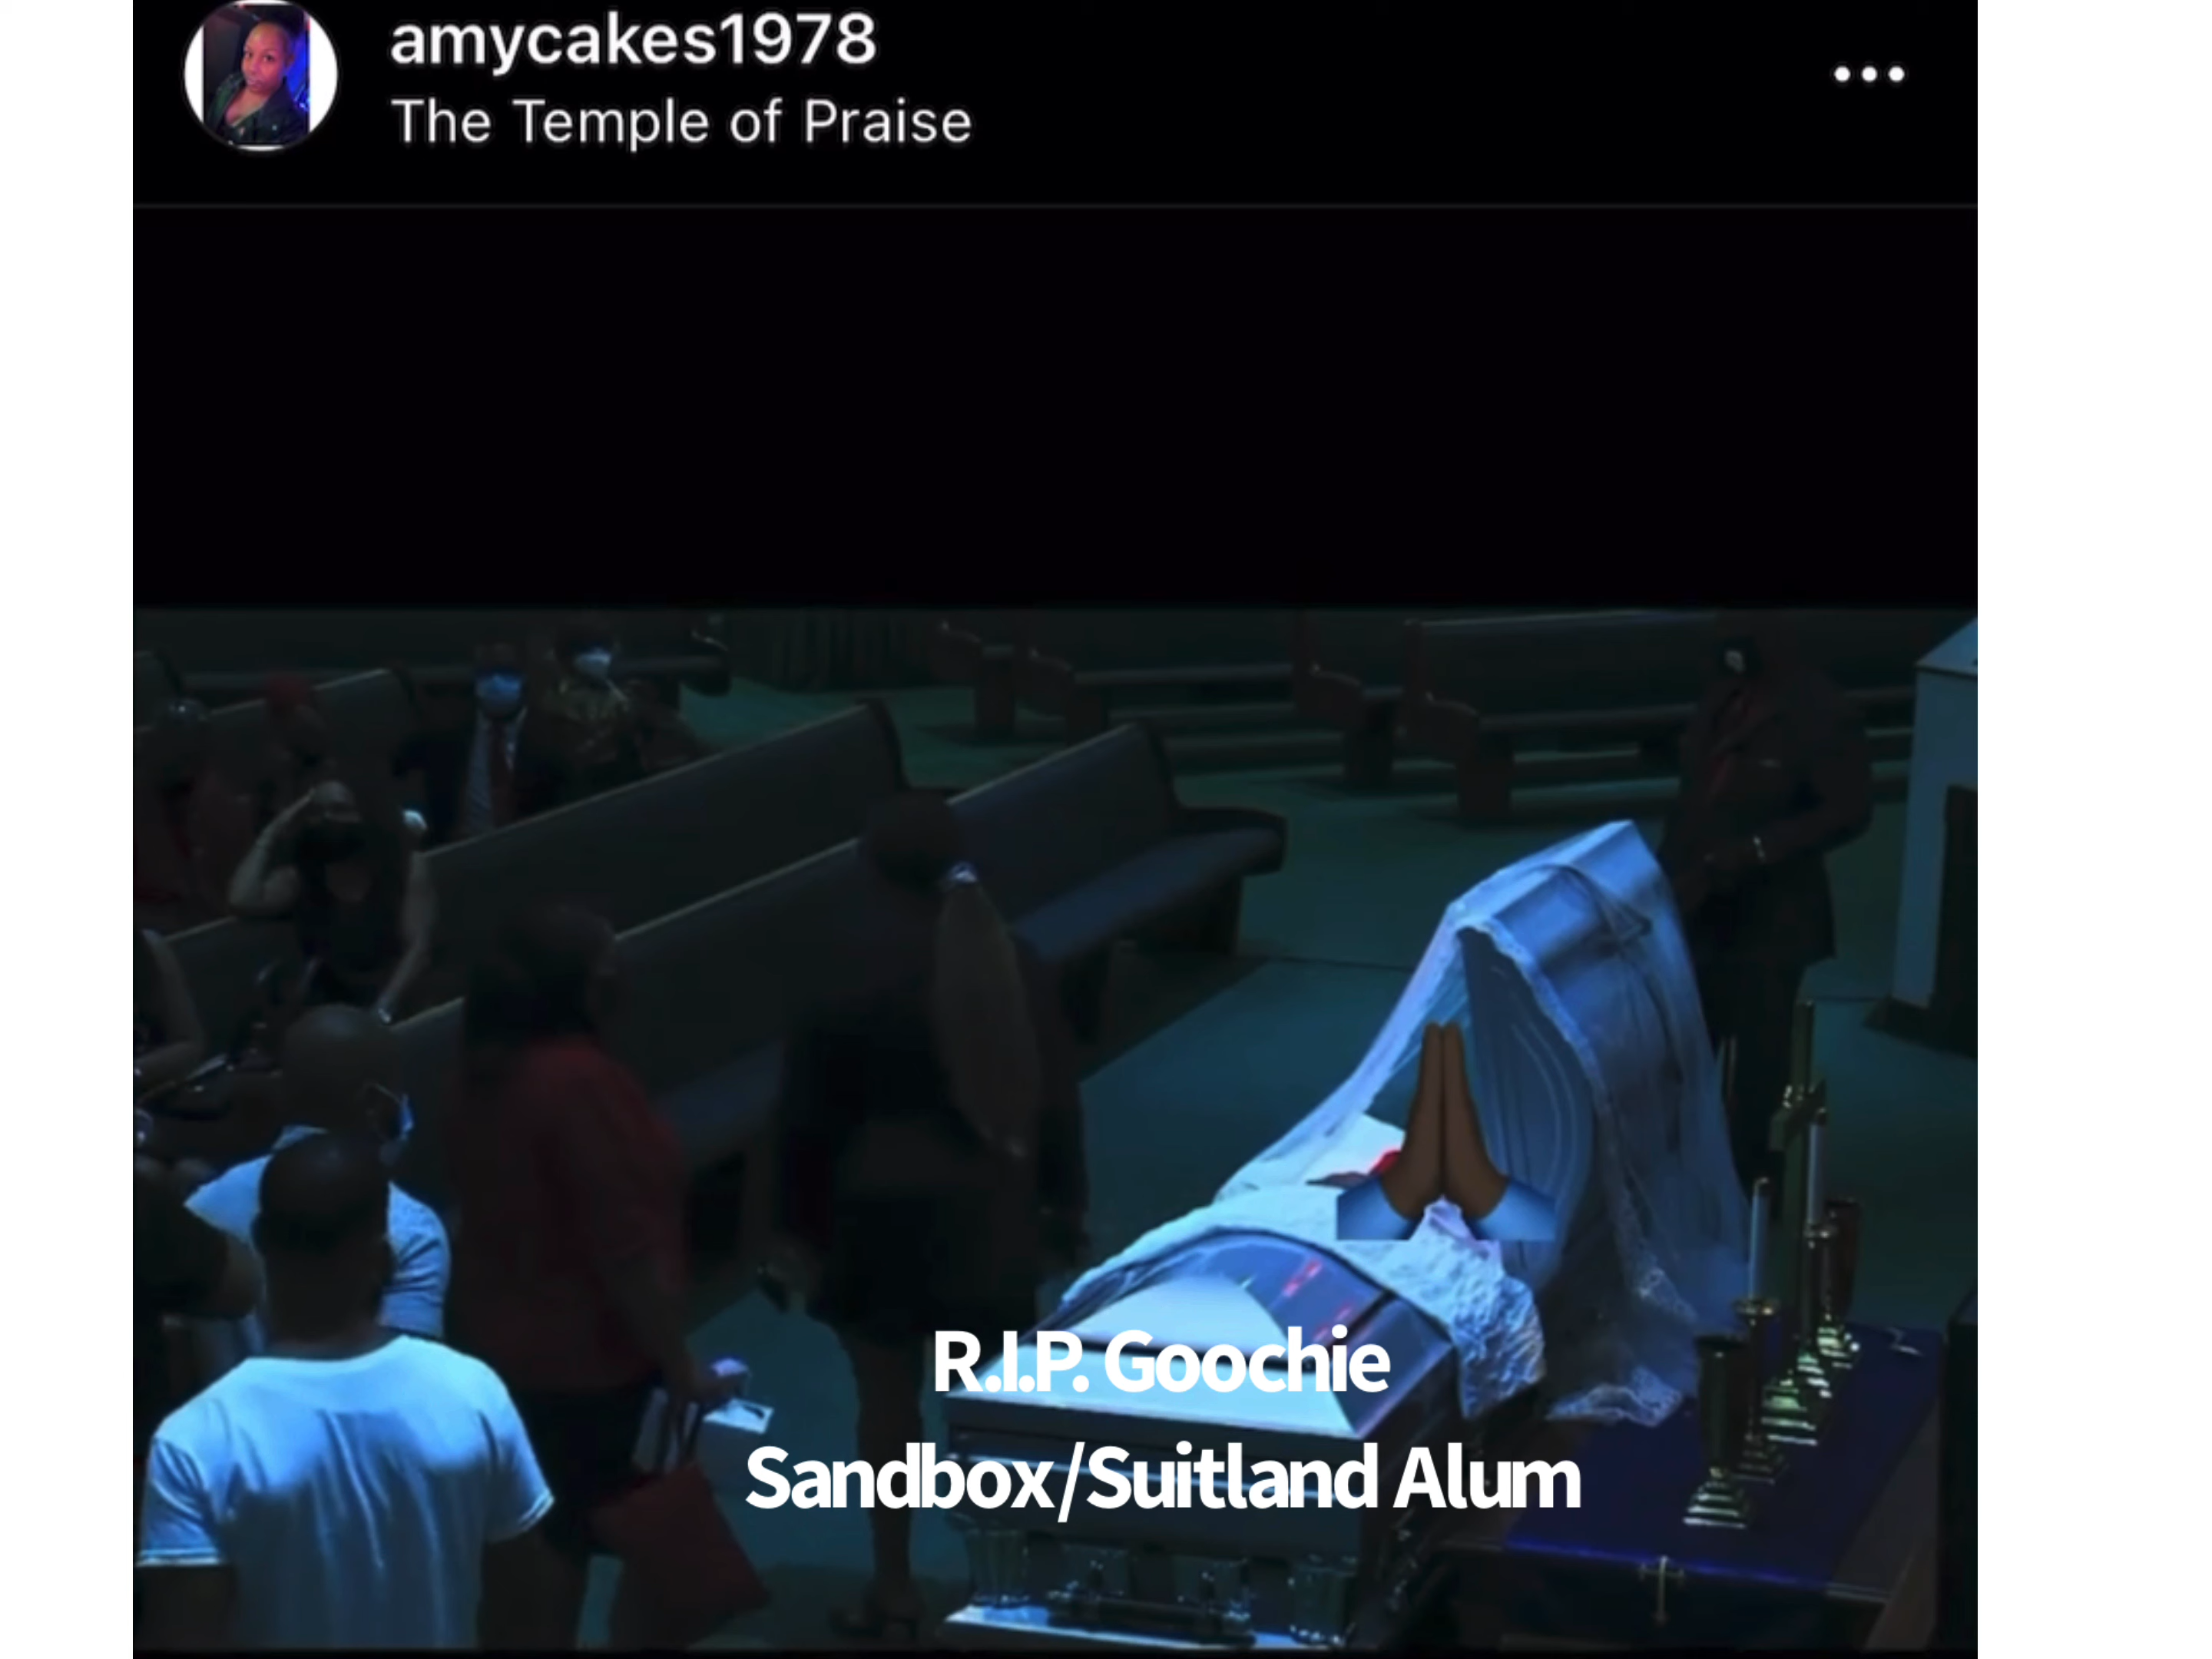 amycakes1978
The Temple of Praise
R.I.P. Goochie
Sandbox/Suitland Alum